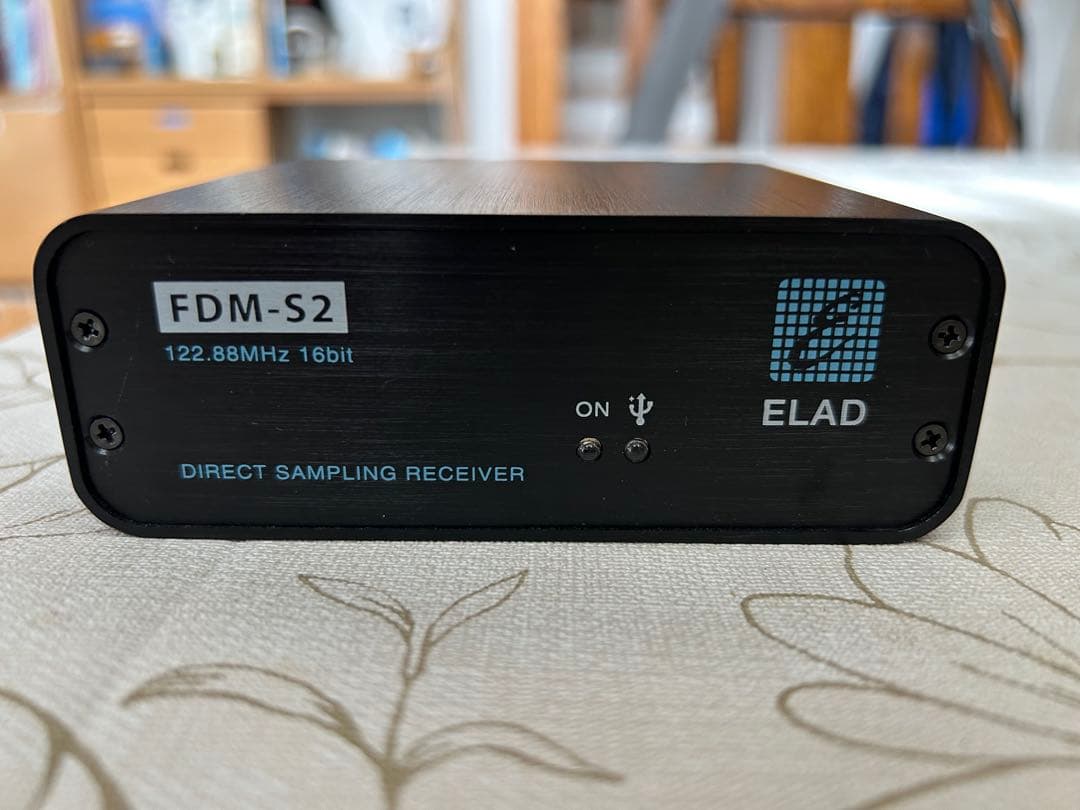 FDM-S2
122.88MHz 16bit
ON
ELAD
DIRECT SAMPLING RECEIVER